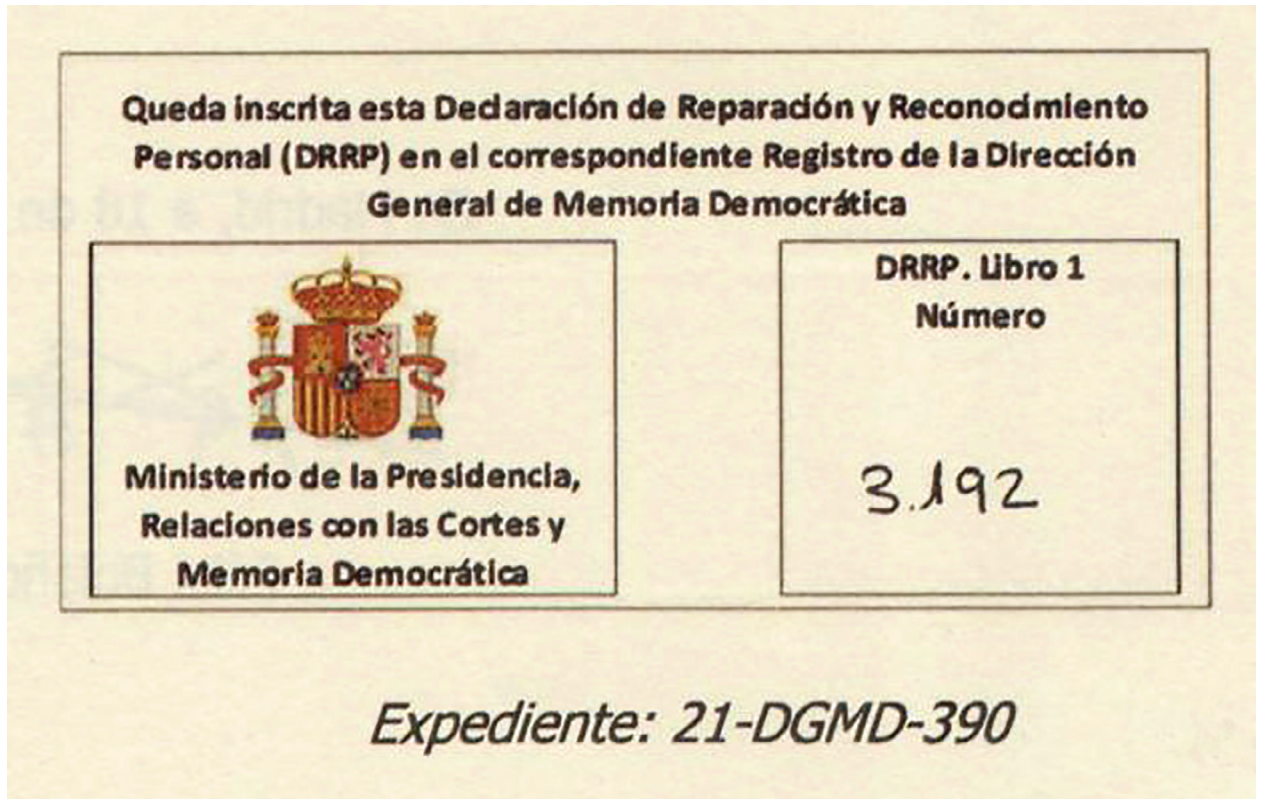 Queda inscrita esta Declaración de Reparación y Reconocimiento
Personal (DRRP) en el correspondiente Registro de la Dirección
General de Memoria Democrática
Ministerio de la Presidencia,
Relaciones con las Cortes y
Memoria Democrática
DRRP. Libro 1
Número
3.192
Expediente: 21-DGMD-390